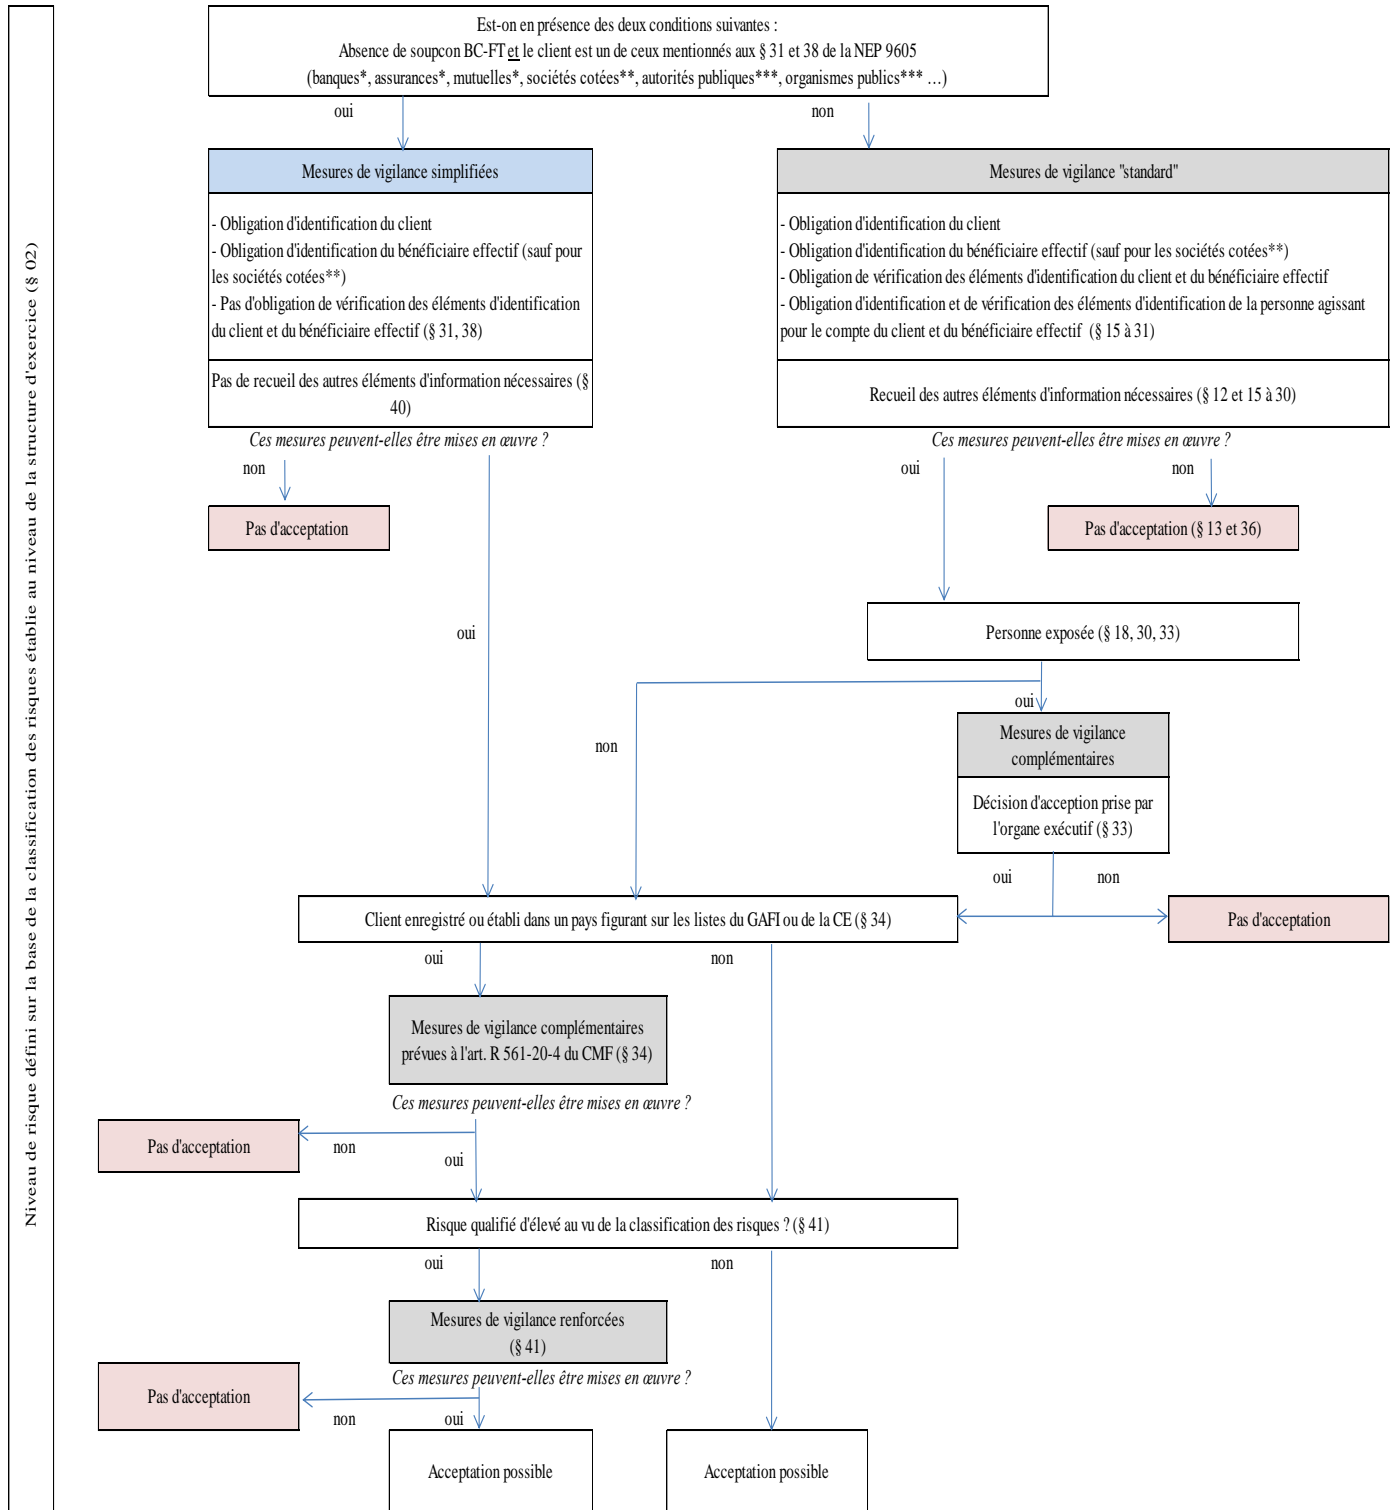 Niveau de risque défini sur la base de la classification des risques établie au niveau de la structure d'exercice (§ 02)
Est-on en présence des deux conditions suivantes :
Absence de soupcon BC-FT et le client est un de ceux mentionnés aux § 31 et 38 de la NEP 9605
(banques*, assurances*, mutuelles*, sociétés cotées**, autorités publiques***, organismes publics*** …)
oui
non
Mesures de vigilance simplifiées
- Obligation d'identification du client
- Obligation d'identification du bénéficiaire effectif (sauf pour
les sociétés cotées**)
- Pas d'obligation de vérification des éléments d'identification
du client et du bénéficiaire effectif (§ 31, 38)
Pas de recueil des autres éléments d'information nécessaires (§
40)
Ces mesures peuvent-elles être mises en œuvre ?
non
Pas d'acceptation
oui
Mesures de vigilance "standard"
- Obligation d'identification du client
- Obligation d'identification du bénéficiaire effectif (sauf pour les sociétés cotées**)
- Obligation de vérification des éléments d'identification du client et du bénéficiaire effectif
- Obligation d'identification et de vérification des éléments d'identification de la personne agissant
pour le compte du client et du bénéficiaire effectif (§ 15 à 31)
Recueil des autres éléments d'information nécessaires (§ 12 et 15 à 30)
Ces mesures peuvent-elles être mises en œuvre ?
oui
non
Pas d'acceptation (§ 13 et 36)
Personne exposée (§ 18, 30, 33)
oui
non
Mesures de vigilance
complémentaires
Décision d'acception prise par
l'organe exécutif (§ 33)
oui
non
Pas d'acceptation
Client enregistré ou établi dans un pays figurant sur les listes du GAFI ou de la CE (§ 34)
oui
non
Mesures de vigilance complémentaires
prévues à l'art. R 561-20-4 du CMF (§ 34)
Ces mesures peuvent-elles être mises en œuvre ?
Pas d'acceptation
non
oui
Risque qualifié d'élevé au vu de la classification des risques ? (§ 41)
oui
non
Mesures de vigilance renforcées
(§ 41)
Ces mesures peuvent-elles être mises en œuvre ?
Pas d'acceptation
non
oui
Acceptation possible
Acceptation possible